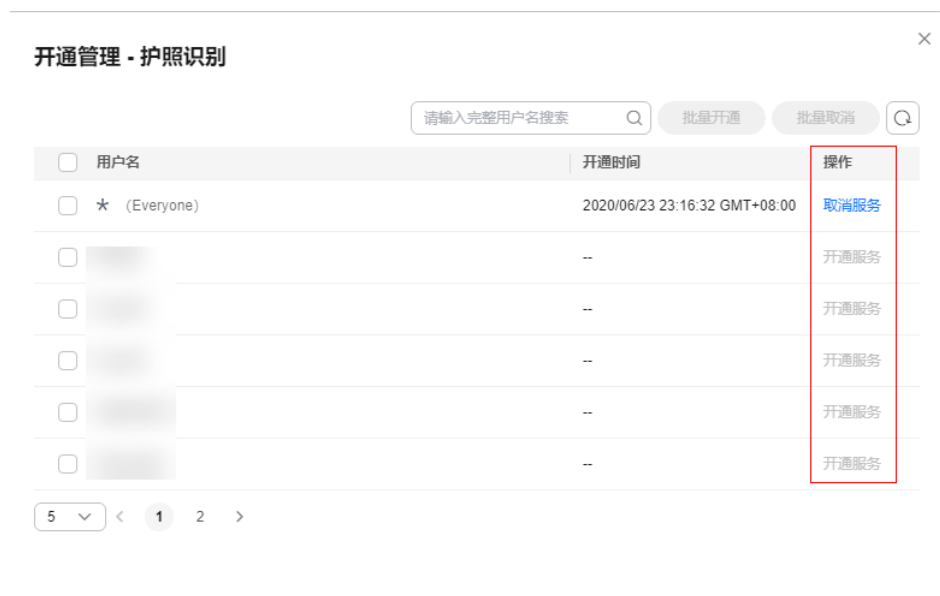 开通管理 - 护照识别
请输入完整用户名搜索 批量开通 批量取消
用户名 开通时间 操作
* (Everyone) 2020/06/23 23:16:32 GMT+08:00 取消服务
-- 开通服务
-- 开通服务
-- 开通服务
-- 开通服务
-- 开通服务
5 < 1 2 >